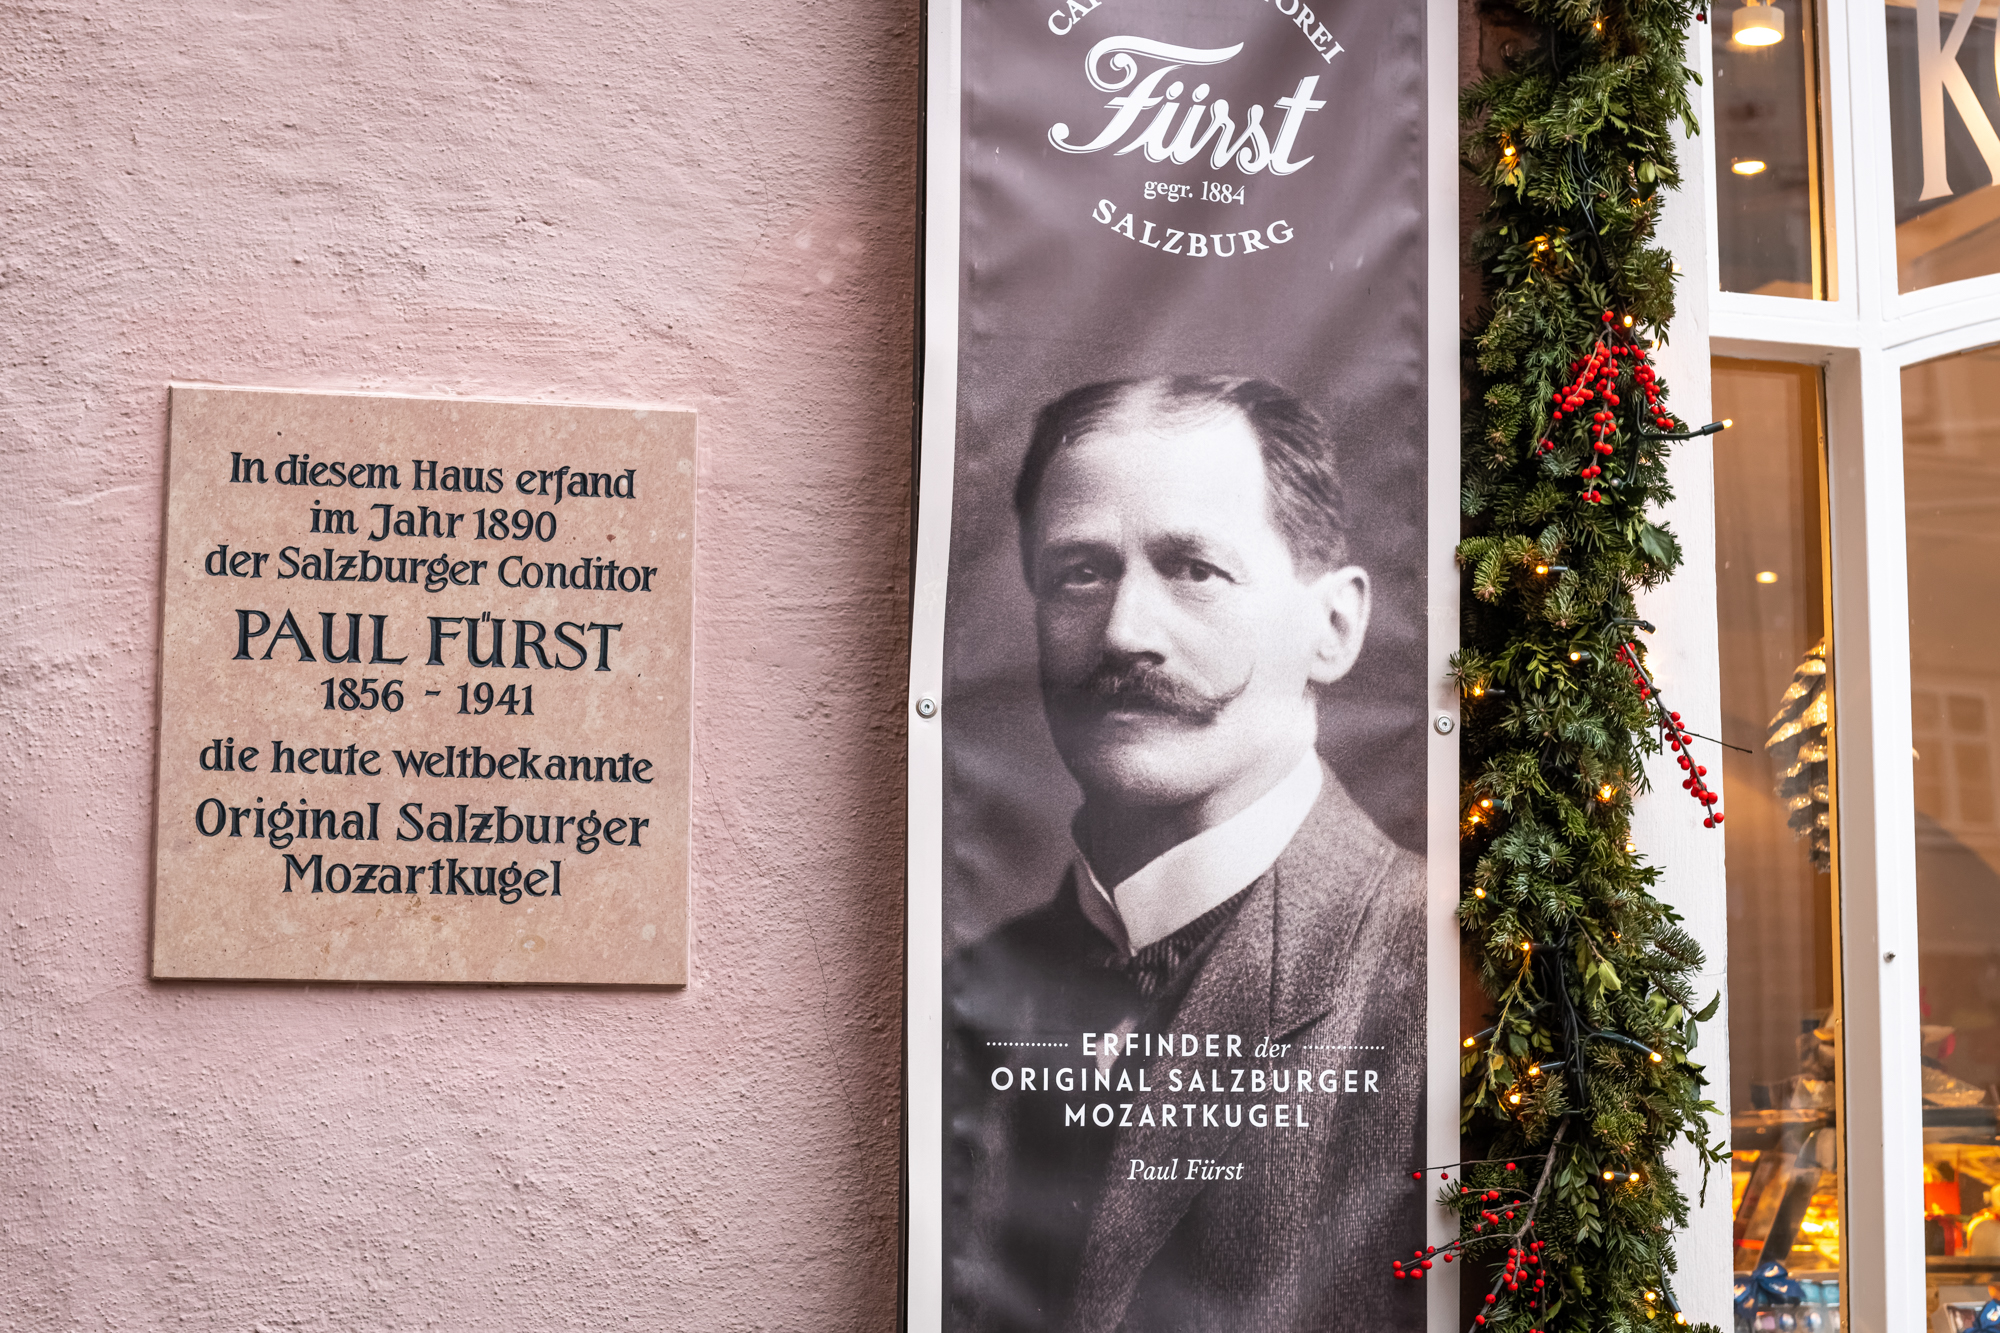 In diesem Haus erfand
im Jahr 1890
der Salzburger Conditor
PAUL FÜRST
1856 - 1941
die heute weltbekannte
Original Salzburger
Mozartkugel
Fürst
gegr. 1884
SALZBURG
ERFINDER der
ORIGINAL SALZBURGER
MOZARTKUGEL
Paul Fürst